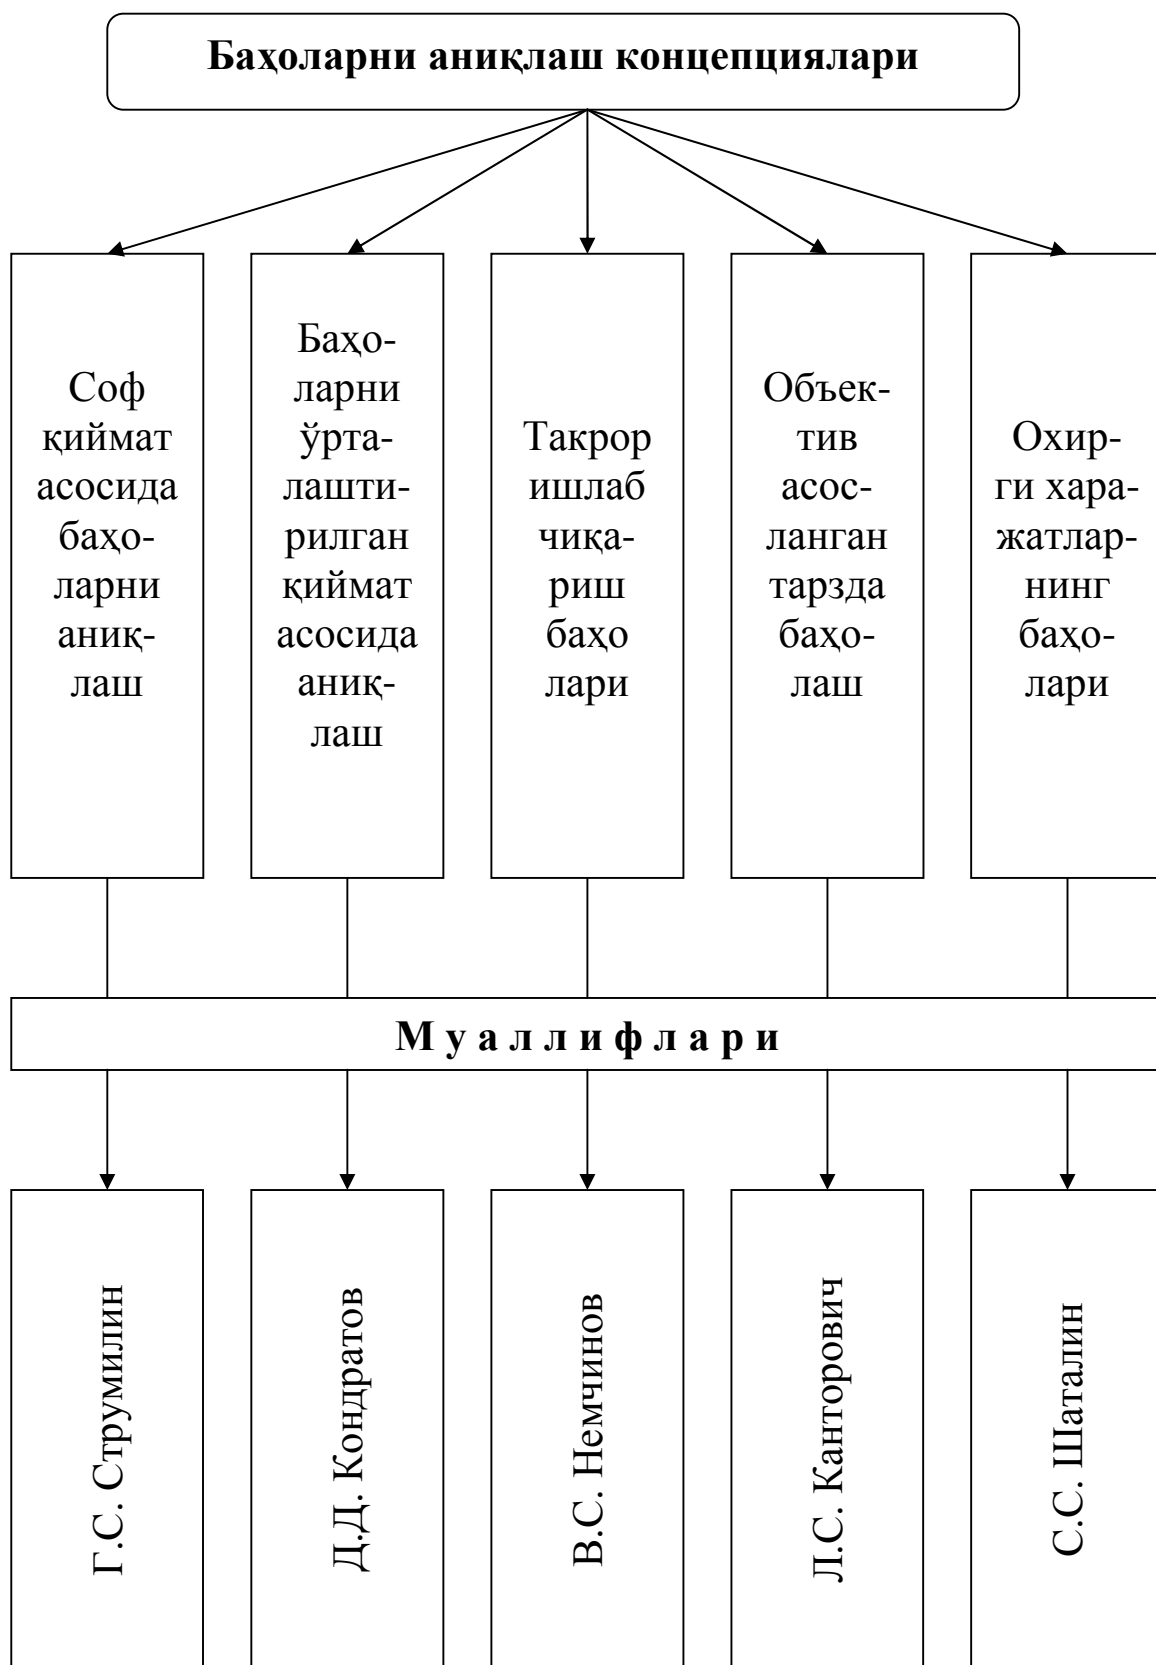 Баҳоларни аниқлаш концепциялари
Соф
қиймат
асосида
баҳо-
ларни
аниқ-
лаш
Баҳо-
ларни
ўрта-
лашти-
рилган
қиймат
асосида
аниқ-
лаш
Такрор
ишлаб
чиқа-
риш
баҳо
лари
Объек-
тив
асос-
ланган
тарзда
баҳо-
лаш
Охир-
ги хара-
жатлар-
нинг
баҳо-
лари
М у а л л и ф л а р и
Г.С. Струмилин
Д.Д. Кондратов
В.С. Немчинов
Л.С. Канторович
С.С. Шаталин